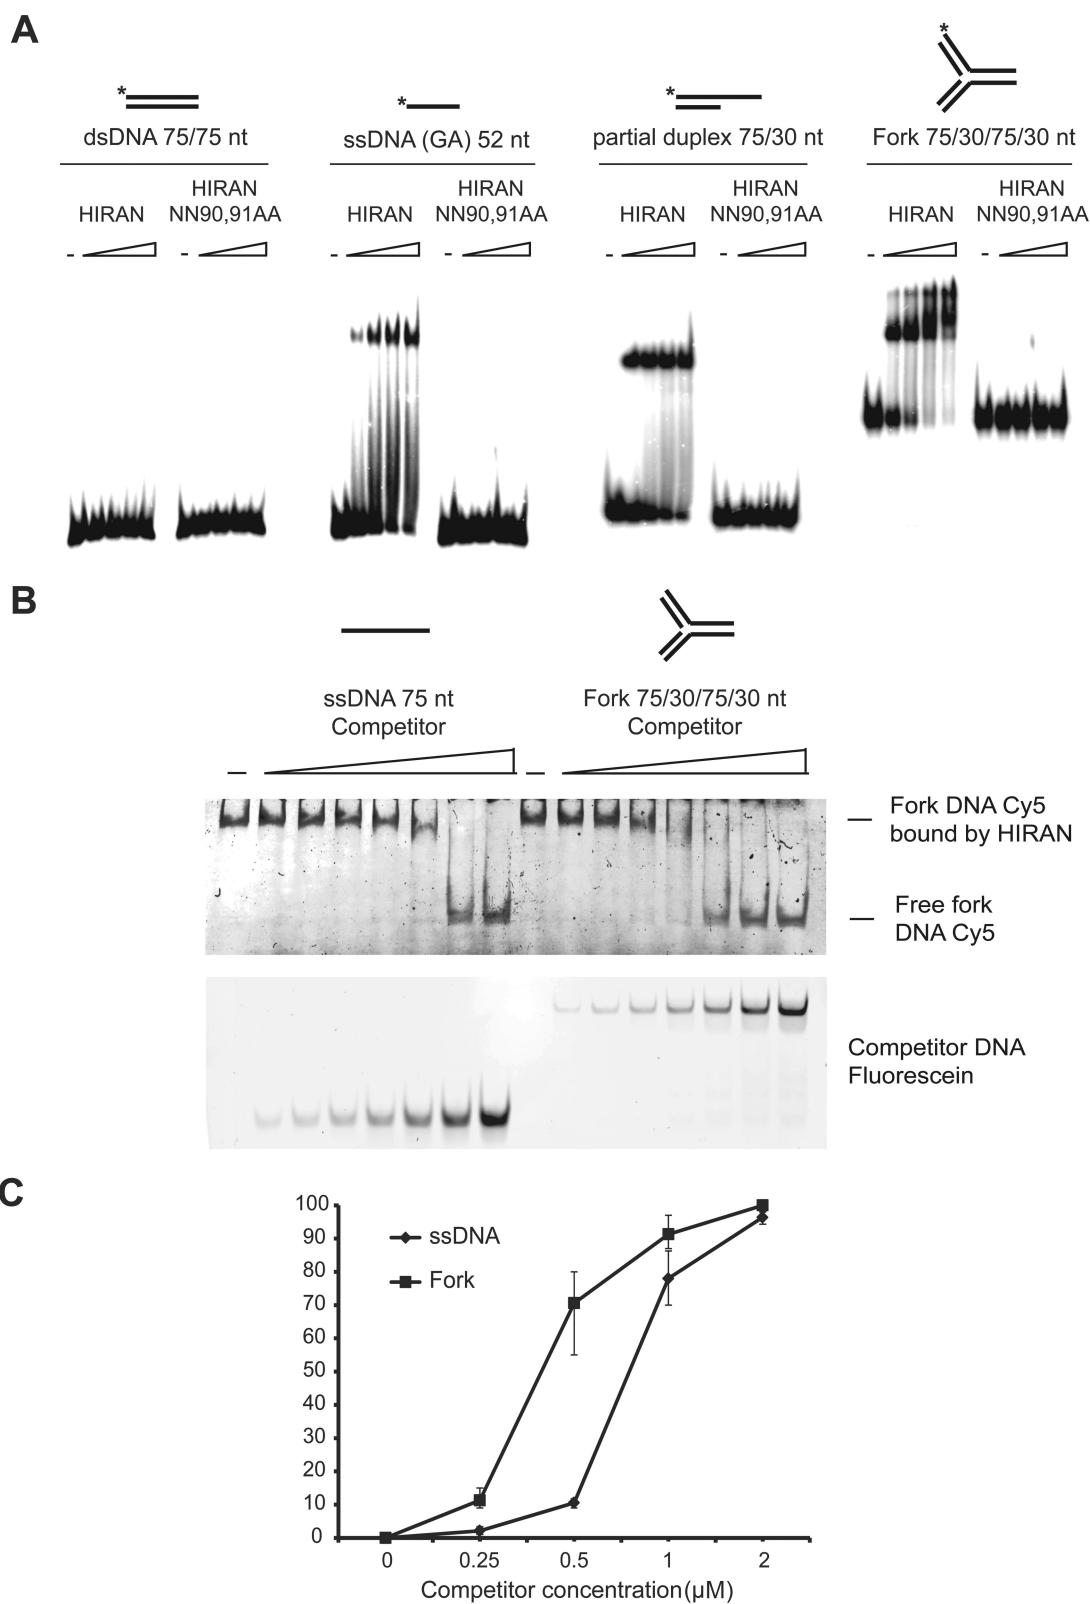 A
*
* * *
dsDNA 75/75 nt ssDNA (GA) 52 nt partial duplex 75/30 nt Fork 75/30/75/30 nt
HIRAN HIRAN HIRAN HIRAN
HIRAN NN90,91AA HIRAN NN90,91AA HIRAN NN90,91AA HIRAN NN90,91AA
- - - - - - - -
B
ssDNA 75 nt Fork 75/30/75/30 nt
Competitor Competitor
Fork DNA Cy5
bound by HIRAN
Free fork
DNA Cy5
Competitor DNA
Fluorescein
C
100
90
80
70
60
50
40
30
20
10
0
ssDNA
Fork
0 0.25 0.5 1 2
Competitor concentration(μM)